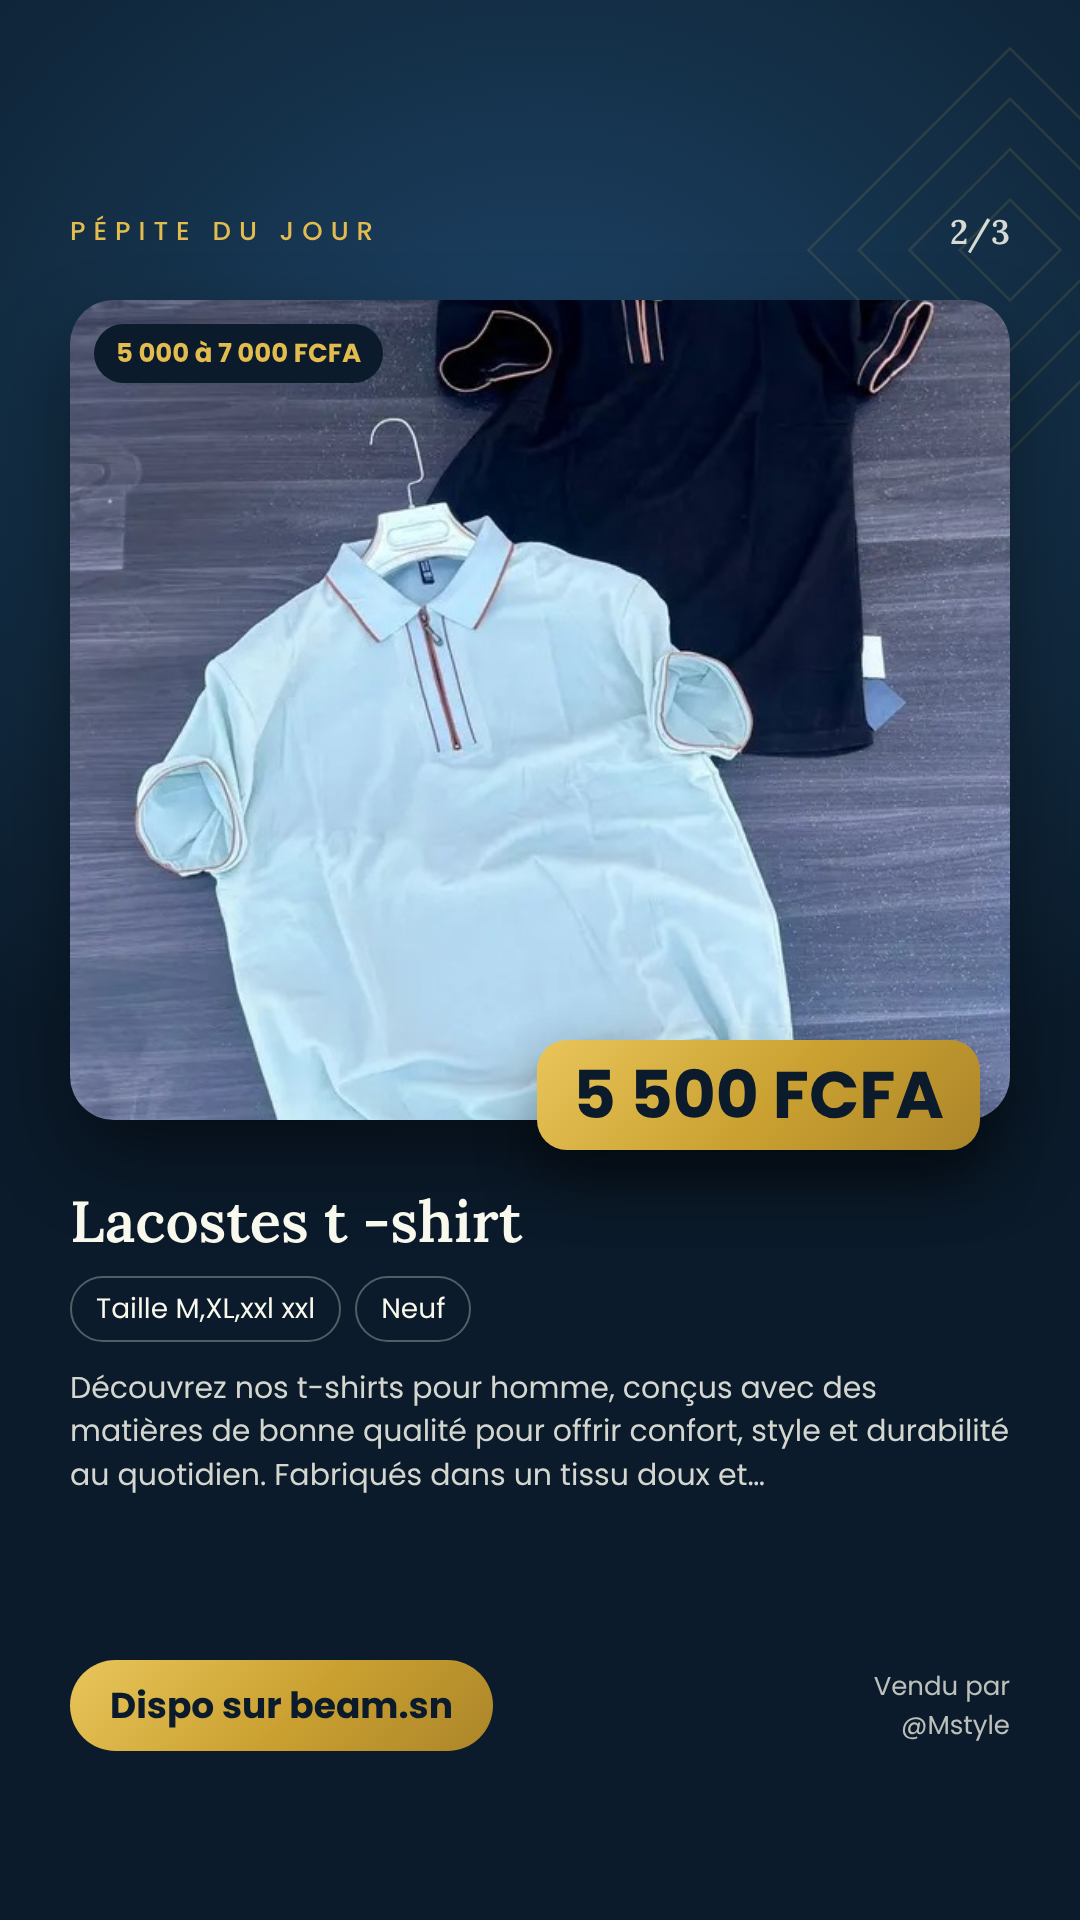 PÉPITE DU JOUR
2/3
5 000 à 7 000 FCFA
5 500 FCFA
Lacostes t -shirt
Taille M,XL,xxl xxl
Neuf
Découvrez nos t-shirts pour homme, conçus avec des
matières de bonne qualité pour offrir confort, style et durabilité
au quotidien. Fabriqués dans un tissu doux et...
Dispo sur beam.sn
Vendu par
@Mstyle